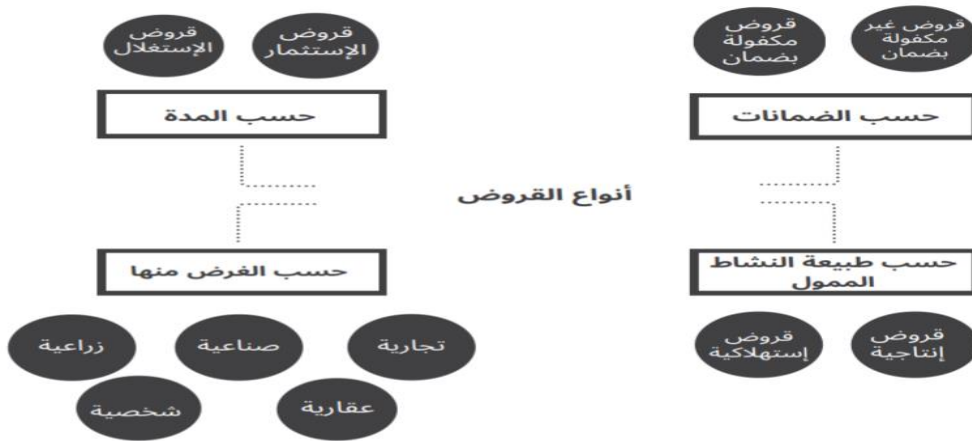 قروض غير
مكفولة
بضمان
قروض
مكفولة
بضمان
حسب الضمانات
قروض
الإستثمار
قروض
الإستغلال
حسب المدة
أنواع القروض
حسب طبيعة النشاط
الممول
قروض
إنتاجية
قروض
إستهلاكية
حسب الغرض منها
تجارية
صناعية
زراعية
عقارية
شخصية